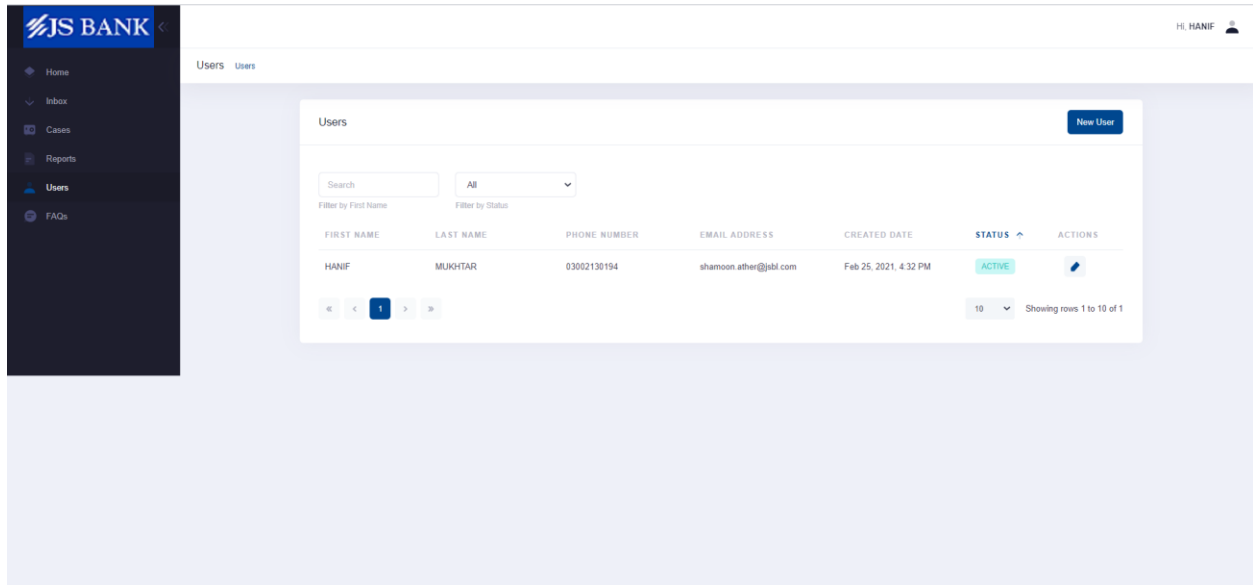 JS BANK
Hi, HANIF
Home
Inbox
Cases
Reports
Users
FAQs
Users Users
Users
New User
Search
All
Filter by First Name
Filter by Status
FIRST NAME LAST NAME PHONE NUMBER EMAIL ADDRESS CREATED DATE STATUS ACTIONS
HANIF MUKHTAR 03002130194 shamoon.ather@jsbl.com Feb 25, 2021, 4:32 PM ACTIVE
« < 1 > »
10 Showing rows 1 to 10 of 1